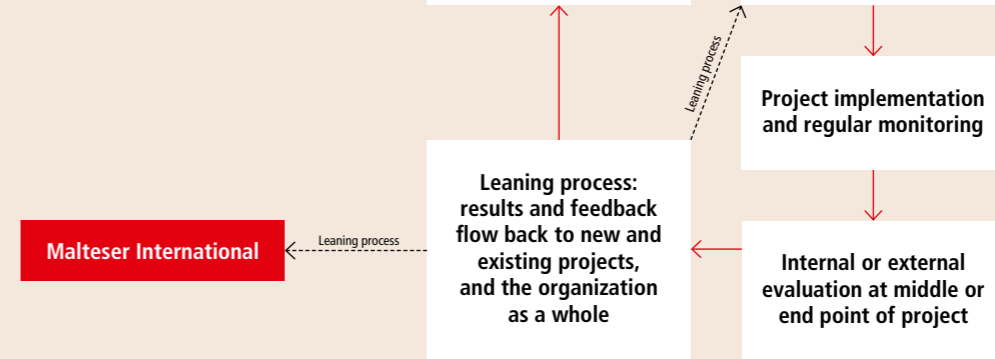 Leaning process
Project implementation
and regular monitoring
Leaning process:
results and feedback
flow back to new and
existing projects,
and the organization
as a whole
Malteser International
Leaning process
Internal or external
evaluation at middle or
end point of project